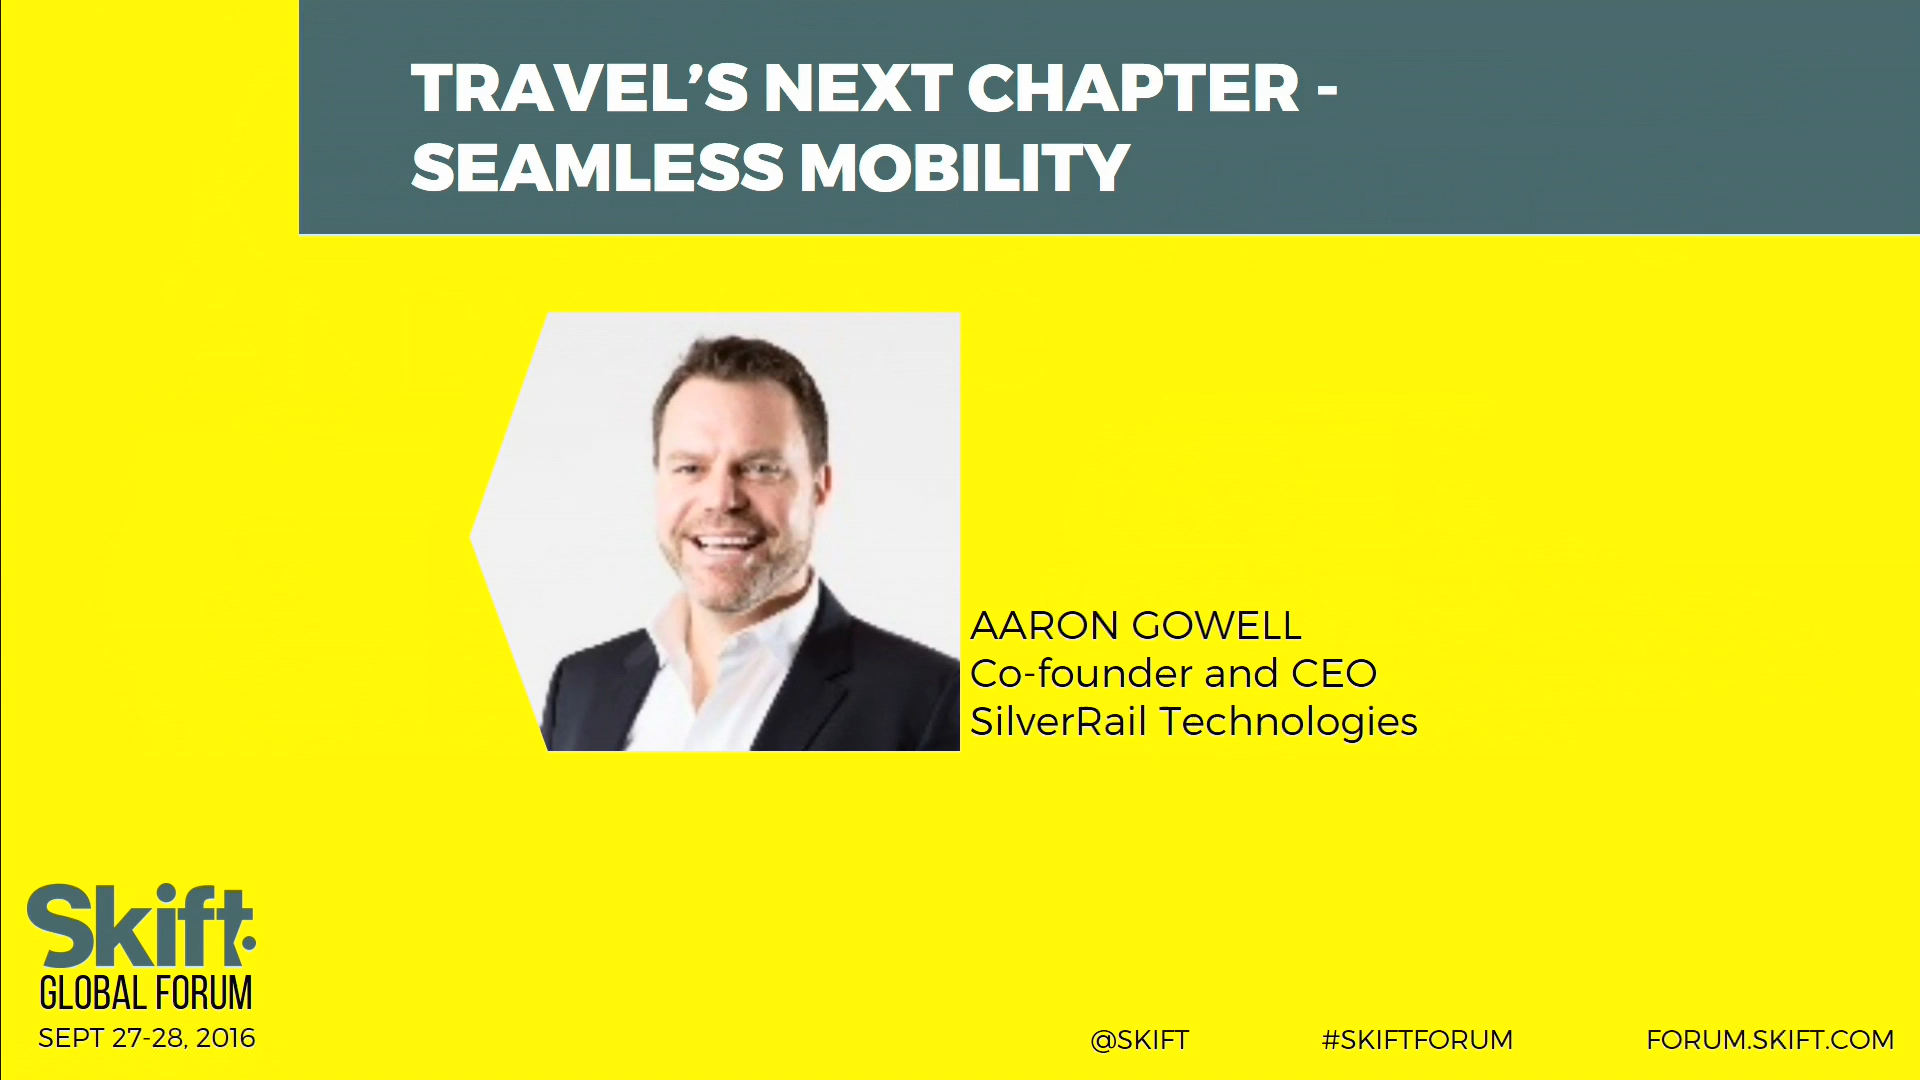 TRAVEL’S NEXT CHAPTER -
SEAMLESS MOBILITY
AARON GOWELL
Co-founder and CEO
SilverRail Technologies
Skift
GLOBAL FORUM
SEPT 27-28, 2016
@SKIFT
#SKIFTFORUM
FORUM.SKIFT.COM